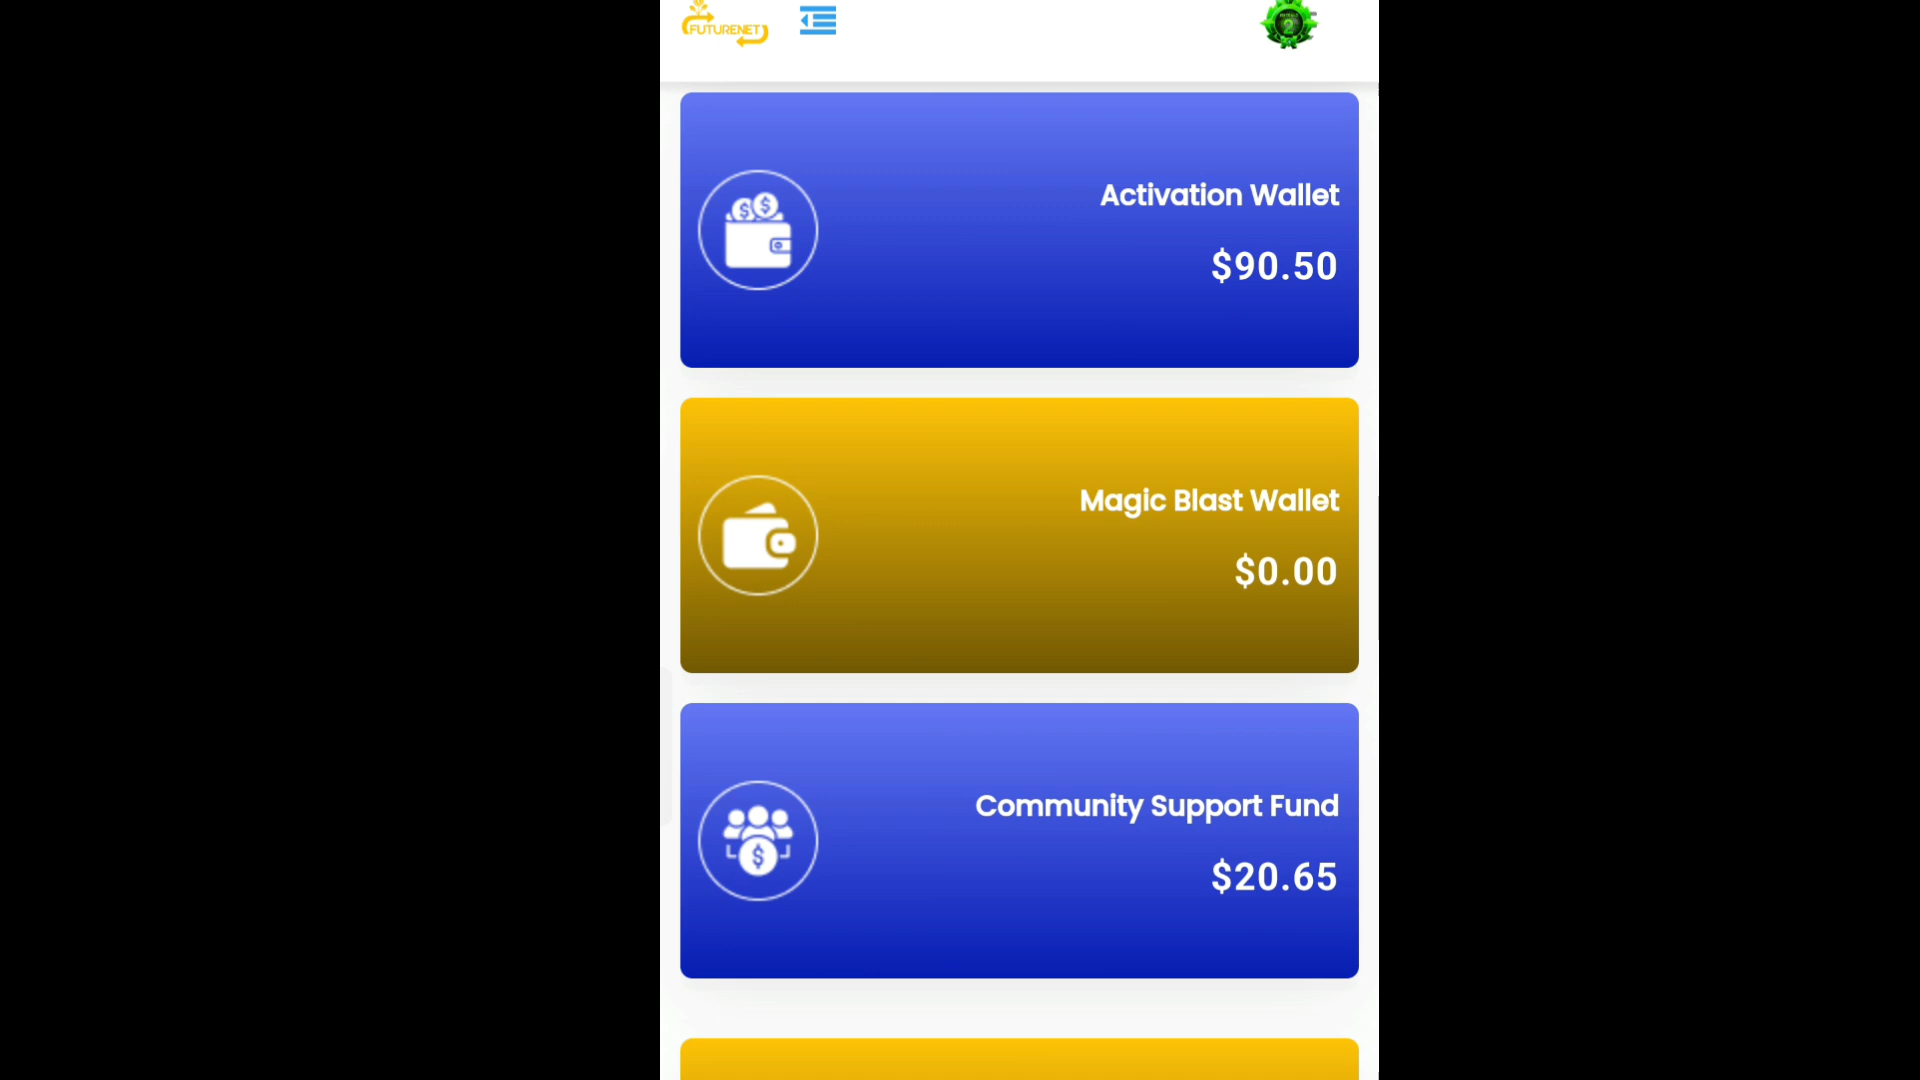 FUTURENET
Activation Wallet
$90.50
Magic Blast Wallet
$0.00
Community Support Fund
$20.65